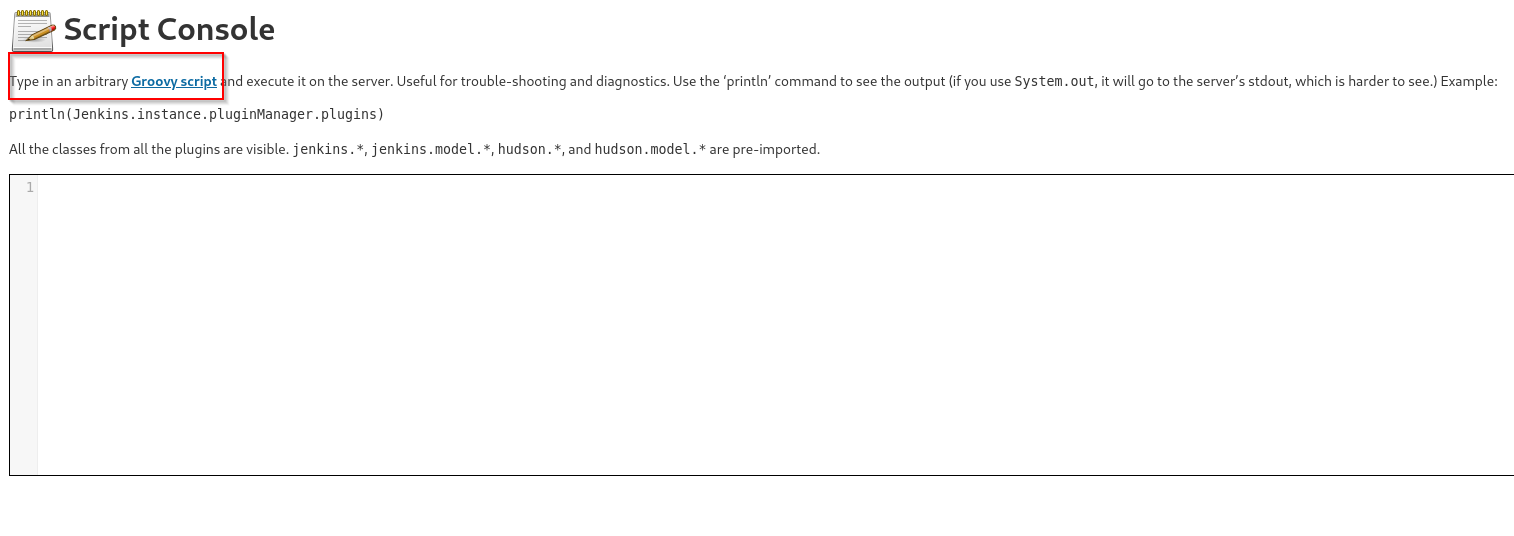 Script Console
Type in an arbitrary Groovy script and execute it on the server. Useful for trouble-shooting and diagnostics. Use the ‘println’ command to see the output (if you use System.out, it will go to the server’s stdout, which is harder to see.) Example:
println(Jenkins.instance.pluginManager.plugins)
All the classes from all the plugins are visible. jenkins.*, jenkins.model.*, hudson.*, and hudson.model.* are pre-imported.
1